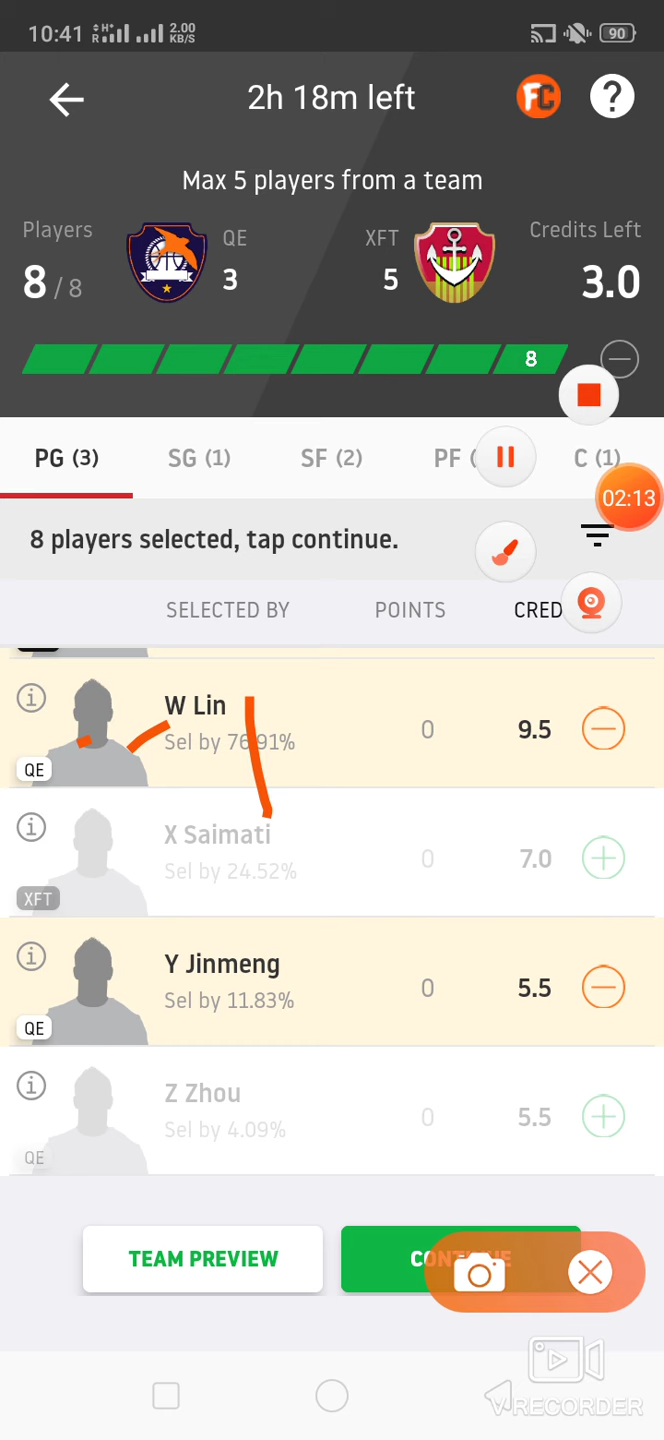 10:41 R H+ 2.00 KB/S 90
2h 18m left FC ?
Max 5 players from a team
Players QE XFT Credits Left
8 / 8 3 5 3.0
8
PG (3) SG (1) SF (2) PF ( C (1)
02:13
8 players selected, tap continue.
SELECTED BY POINTS CRED
W Lin
Sel by 76.91% 0 9.5
QE
X Saimati
Sel by 24.52% 0 7.0
XFT
Y Jinmeng
Sel by 11.83% 0 5.5
QE
Z Zhou
Sel by 4.09% 0 5.5
QE
TEAM PREVIEW CONTINUE
VRECORDER